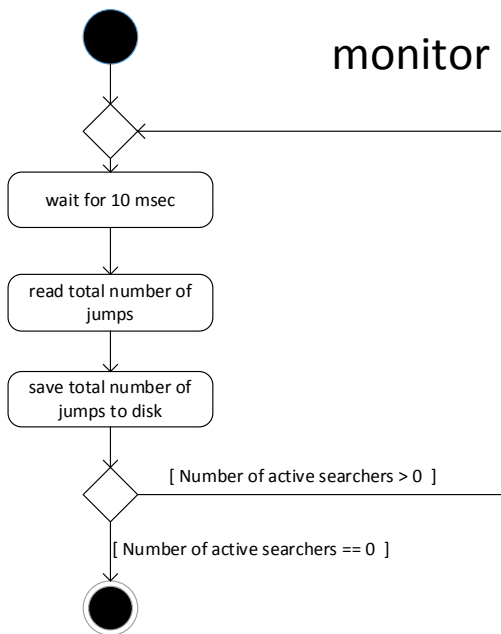 monitor
wait for 10 msec
read total number of
jumps
save total number of
jumps to disk
[ Number of active searchers > 0  ]
[ Number of active searchers == 0  ]